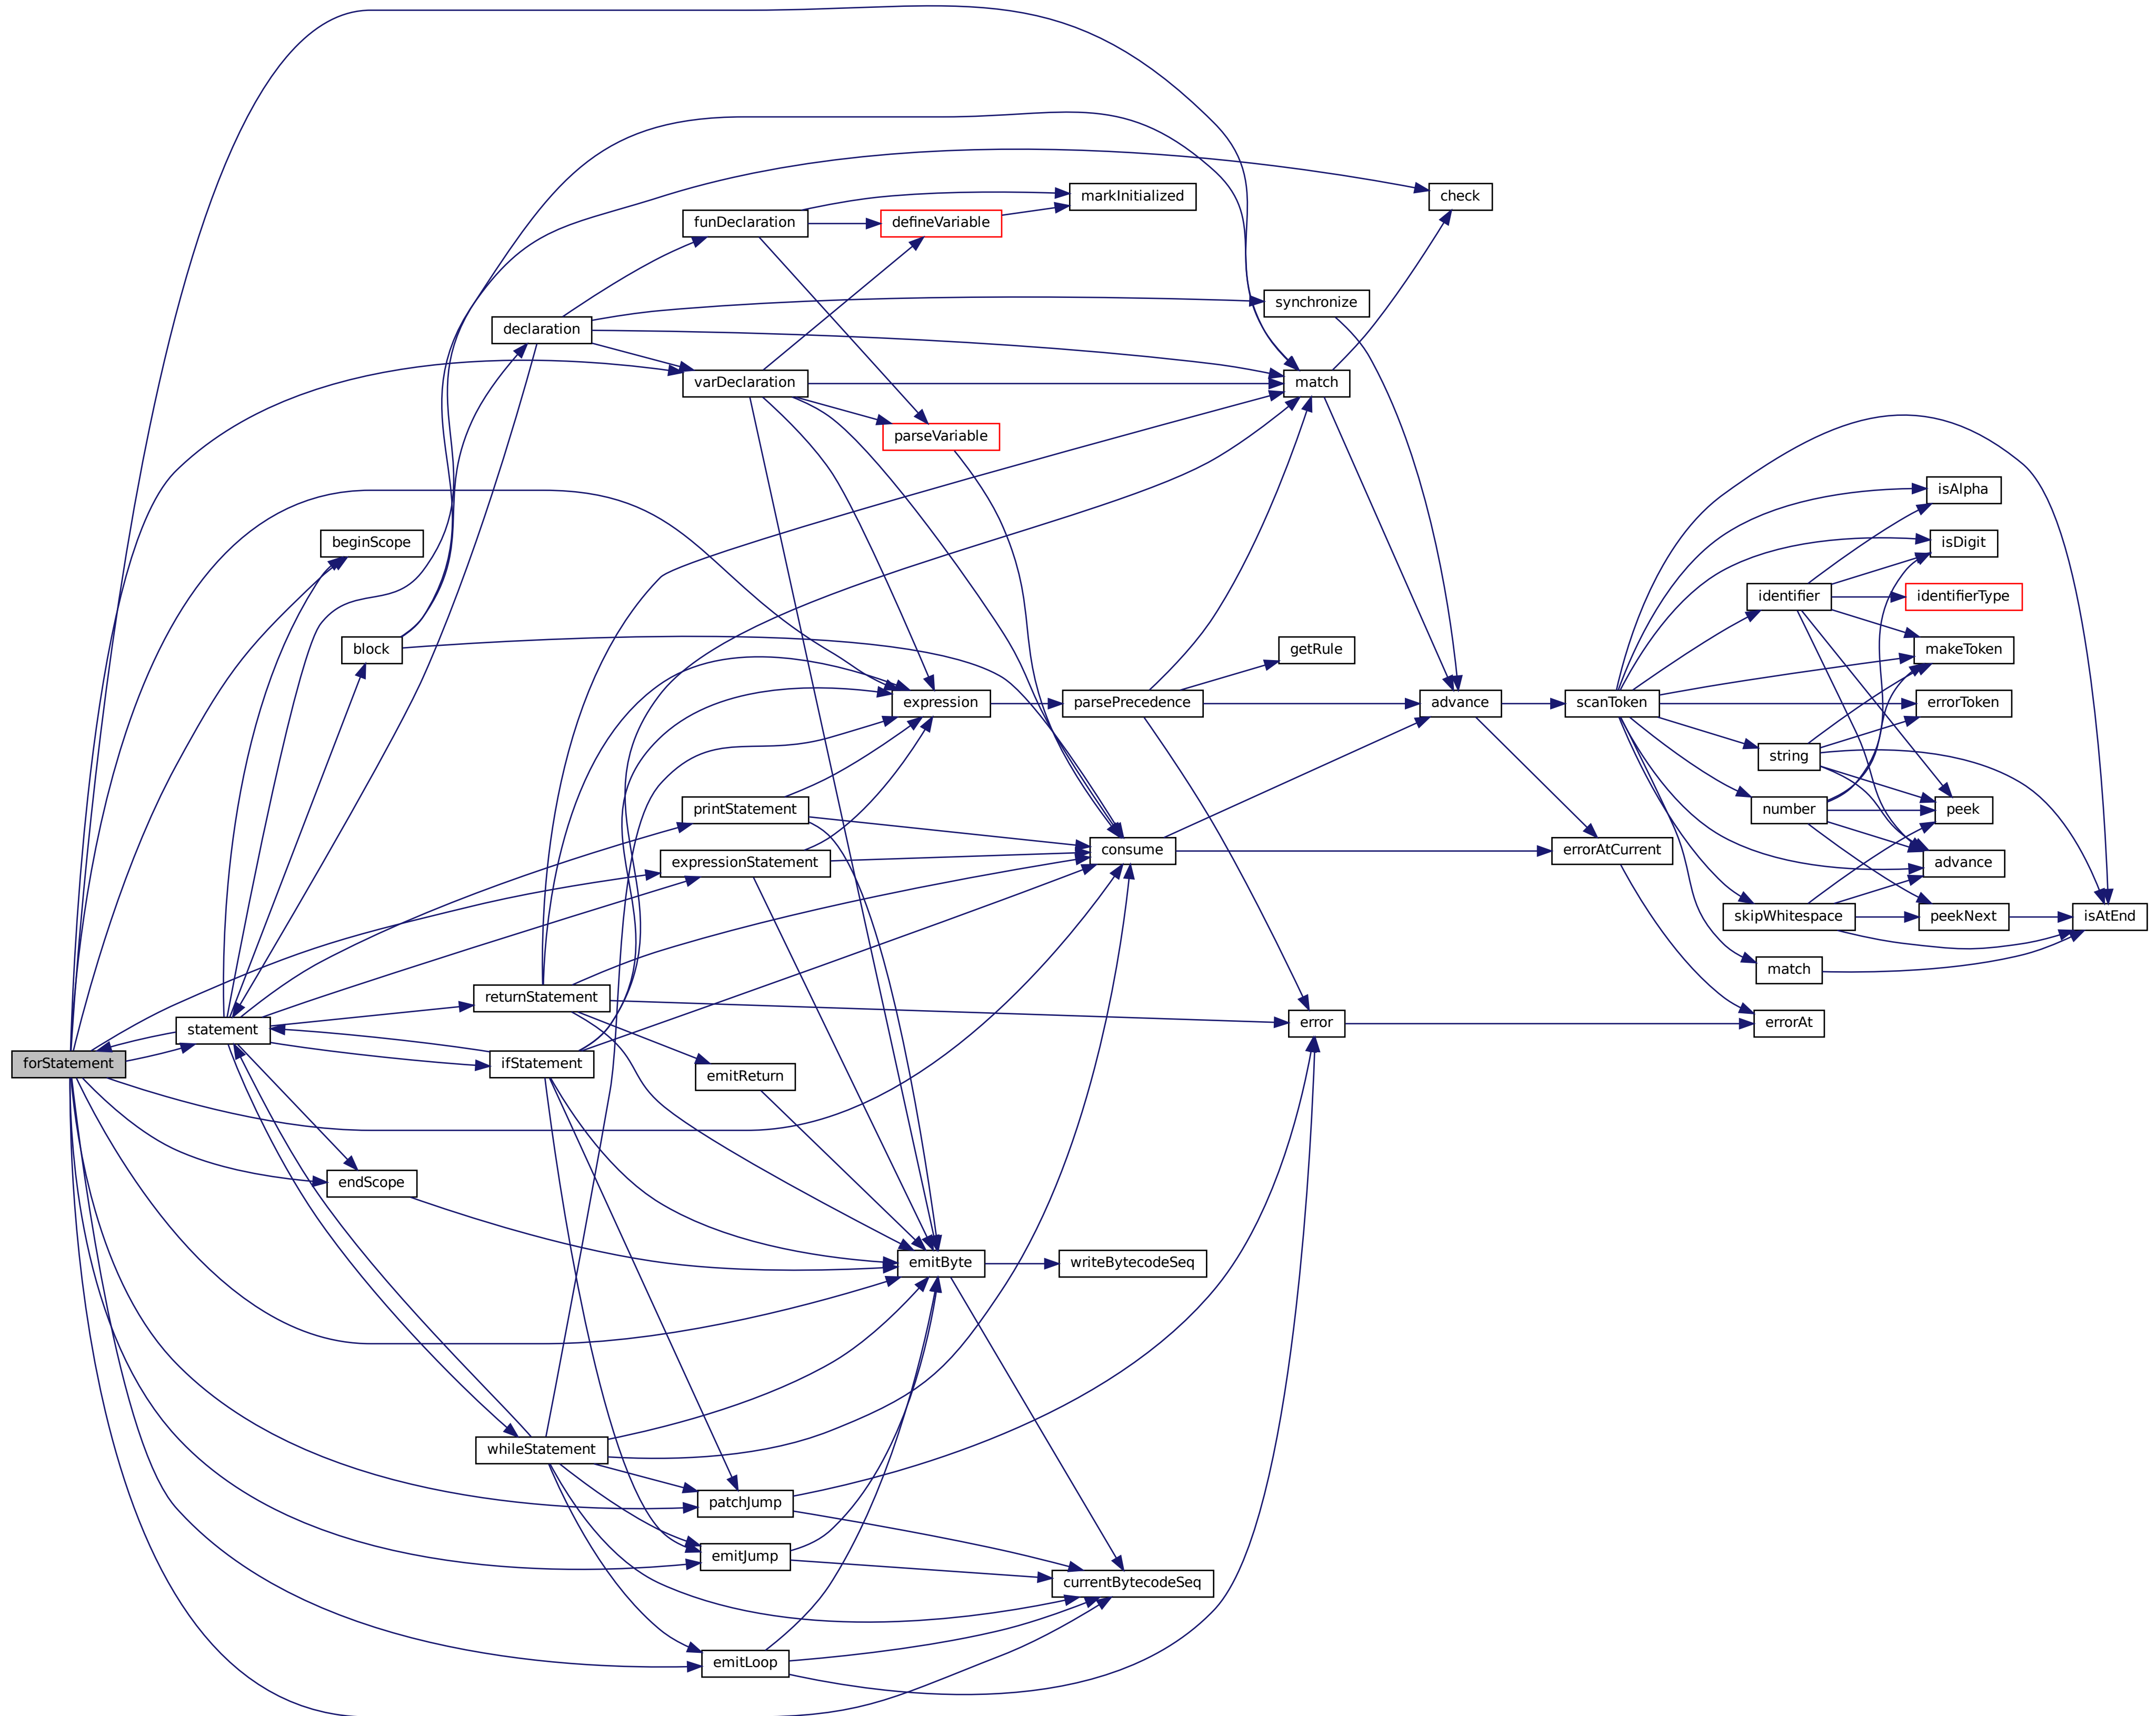 markInitialized
check
funDeclaration
defineVariable
synchronize
declaration
varDeclaration
match
parseVariable
isAlpha
beginScope
isDigit
identifier
identifierType
block
getRule
makeToken
expression
parsePrecedence
advance
scanToken
errorToken
string
printStatement
number
peek
consume
errorAtCurrent
expressionStatement
advance
skipWhitespace
peekNext
isAtEnd
match
returnStatement
statement
error
errorAt
forStatement
ifStatement
emitReturn
endScope
emitByte
writeBytecodeSeq
whileStatement
patchJump
emitJump
currentBytecodeSeq
emitLoop